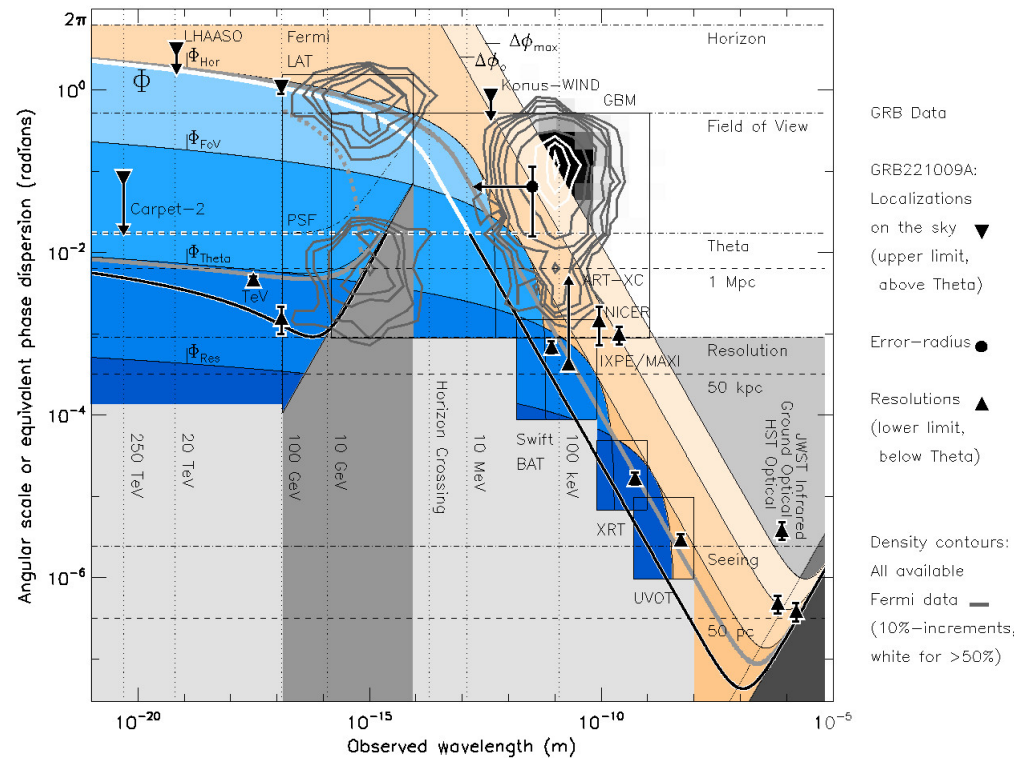 Angular scale or equivalent phase dispersion (radians)
2π
10⁰
10⁻²
10⁻⁴
10⁻⁶
LHAASO
Φ_Hor
Φ
Fermi
LAT
Δφ_max
Δφ_o
Konus−WIND
GBM
Horizon
Field of View
Φ_FoV
Carpet−2
PSF
Theta
Φ_Theta
TeV
1 Mpc
ART−XC
NICER
IXPE/MAXI
Resolution
Φ_Res
50 kpc
250 TeV
20 TeV
100 GeV
10 GeV
Horizon Crossing
10 MeV
100 keV
Swift
BAT
XRT
UVOT
JWST Infrared
Ground Optical
HST Optical
Seeing
50 pc
10⁻²⁰
10⁻¹⁵
10⁻¹⁰
10⁻⁵
Observed wavelength (m)
GRB Data
GRB221009A:
Localizations
on the sky
(upper limit,
above Theta)
Error−radius
Resolutions
(lower limit,
below Theta)
Density contours:
All available
Fermi data
(10%−increments,
white for >50%)